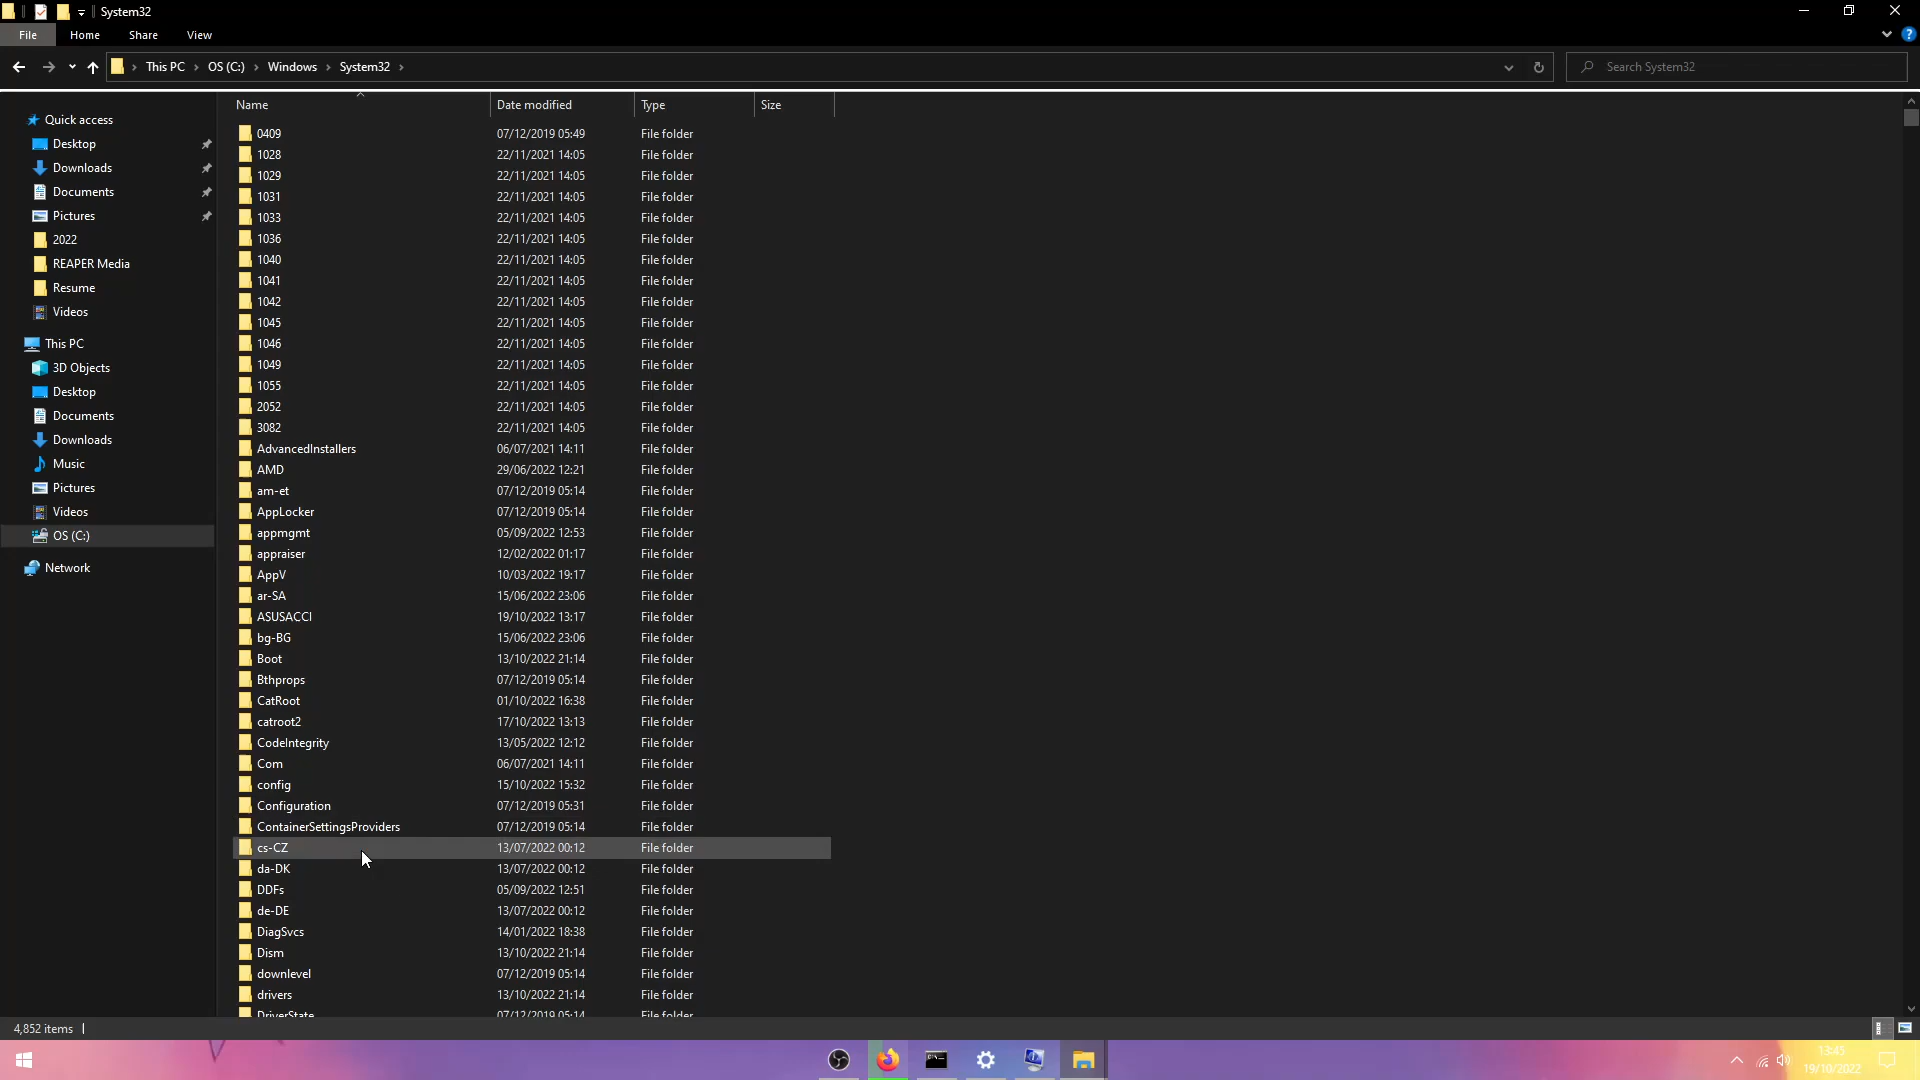 System32
File Home Share View
This PC > OS (C:) > Windows > System32 >
Search System32
Quick access
Desktop
Downloads
Documents
Pictures
2022
REAPER Media
Resume
Videos
This PC
3D Objects
Desktop
Documents
Downloads
Music
Pictures
Videos
OS (C:)
Network
Name Date modified Type Size
0409 07/12/2019 05:49 File folder
1028 22/11/2021 14:05 File folder
1029 22/11/2021 14:05 File folder
1031 22/11/2021 14:05 File folder
1033 22/11/2021 14:05 File folder
1036 22/11/2021 14:05 File folder
1040 22/11/2021 14:05 File folder
1041 22/11/2021 14:05 File folder
1042 22/11/2021 14:05 File folder
1045 22/11/2021 14:05 File folder
1046 22/11/2021 14:05 File folder
1049 22/11/2021 14:05 File folder
1055 22/11/2021 14:05 File folder
2052 22/11/2021 14:05 File folder
3082 22/11/2021 14:05 File folder
AdvancedInstallers 06/07/2021 14:11 File folder
AMD 29/06/2022 12:21 File folder
am-et 07/12/2019 05:14 File folder
AppLocker 07/12/2019 05:14 File folder
appmgmt 05/09/2022 12:53 File folder
appraiser 12/02/2022 01:17 File folder
AppV 10/03/2022 19:17 File folder
ar-SA 15/06/2022 23:06 File folder
ASUSACCI 19/10/2022 13:17 File folder
bg-BG 15/06/2022 23:06 File folder
Boot 13/10/2022 21:14 File folder
Bthprops 07/12/2019 05:14 File folder
CatRoot 01/10/2022 16:38 File folder
catroot2 17/10/2022 13:13 File folder
CodeIntegrity 13/05/2022 12:12 File folder
Com 06/07/2021 14:11 File folder
config 15/10/2022 15:32 File folder
Configuration 07/12/2019 05:31 File folder
ContainerSettingsProviders 07/12/2019 05:14 File folder
cs-CZ 13/07/2022 00:12 File folder
da-DK 13/07/2022 00:12 File folder
DDFs 05/09/2022 12:51 File folder
de-DE 13/07/2022 00:12 File folder
DiagSvcs 14/01/2022 18:38 File folder
Dism 13/10/2022 21:14 File folder
downlevel 07/12/2019 05:14 File folder
drivers 13/10/2022 21:14 File folder
DriverState 07/12/2019 05:14 File folder
4,852 items
13:45
19/10/2022